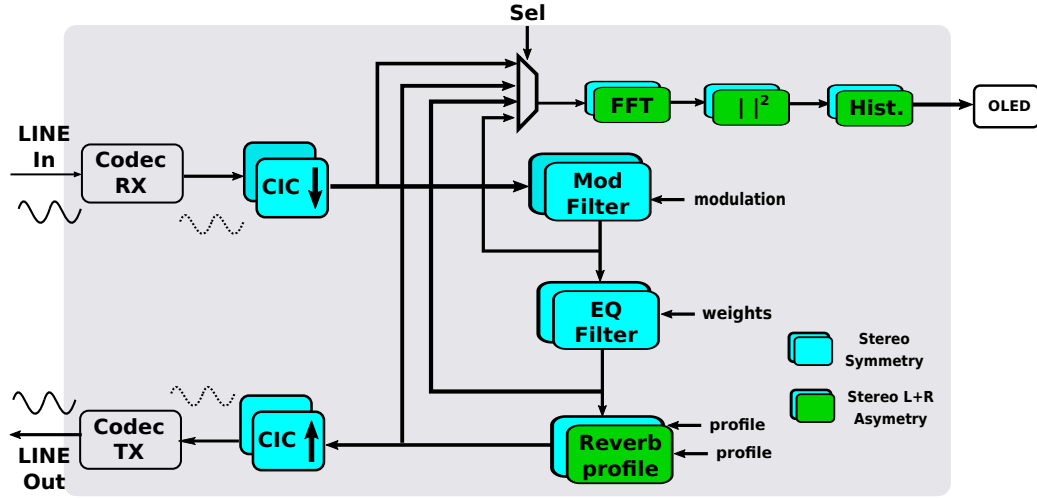 Sel
FFT
| |²
Hist.
OLED
LINE
In
Codec
RX
CIC
Mod
Filter
modulation
EQ
Filter
weights
Stereo
Symmetry
Stereo L+R
Asymetry
Codec
TX
CIC
Reverb
profile
profile
profile
LINE
Out